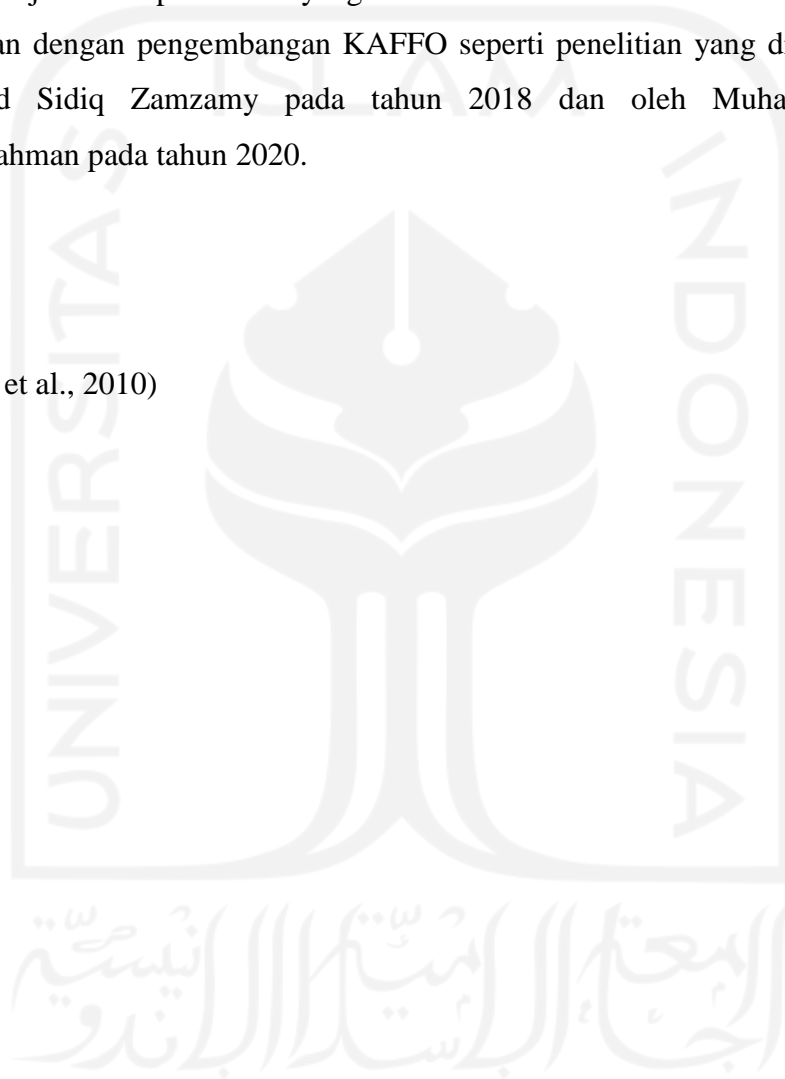 yang
an dengan pengembangan KAFFO seperti penelitian yang d
d Sidiq Zamzamy pada tahun 2018 dan oleh Muha
ahman pada tahun 2020.
et al., 2010)
ISLAM
UNIVERSITAS
INDONESIA